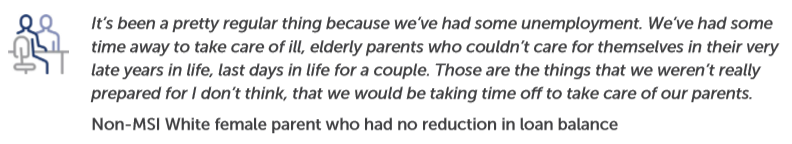 It's been a pretty regular thing because we've had some unemployment. We've had some
time away to take care of ill, elderly parents who couldn't care for themselves in their very
late years in life, last days in life for a couple. Those are the things that we weren't really
prepared for I don't think, that we would be taking time off to take care of our parents.
Non-MSI White female parent who had no reduction in loan balance